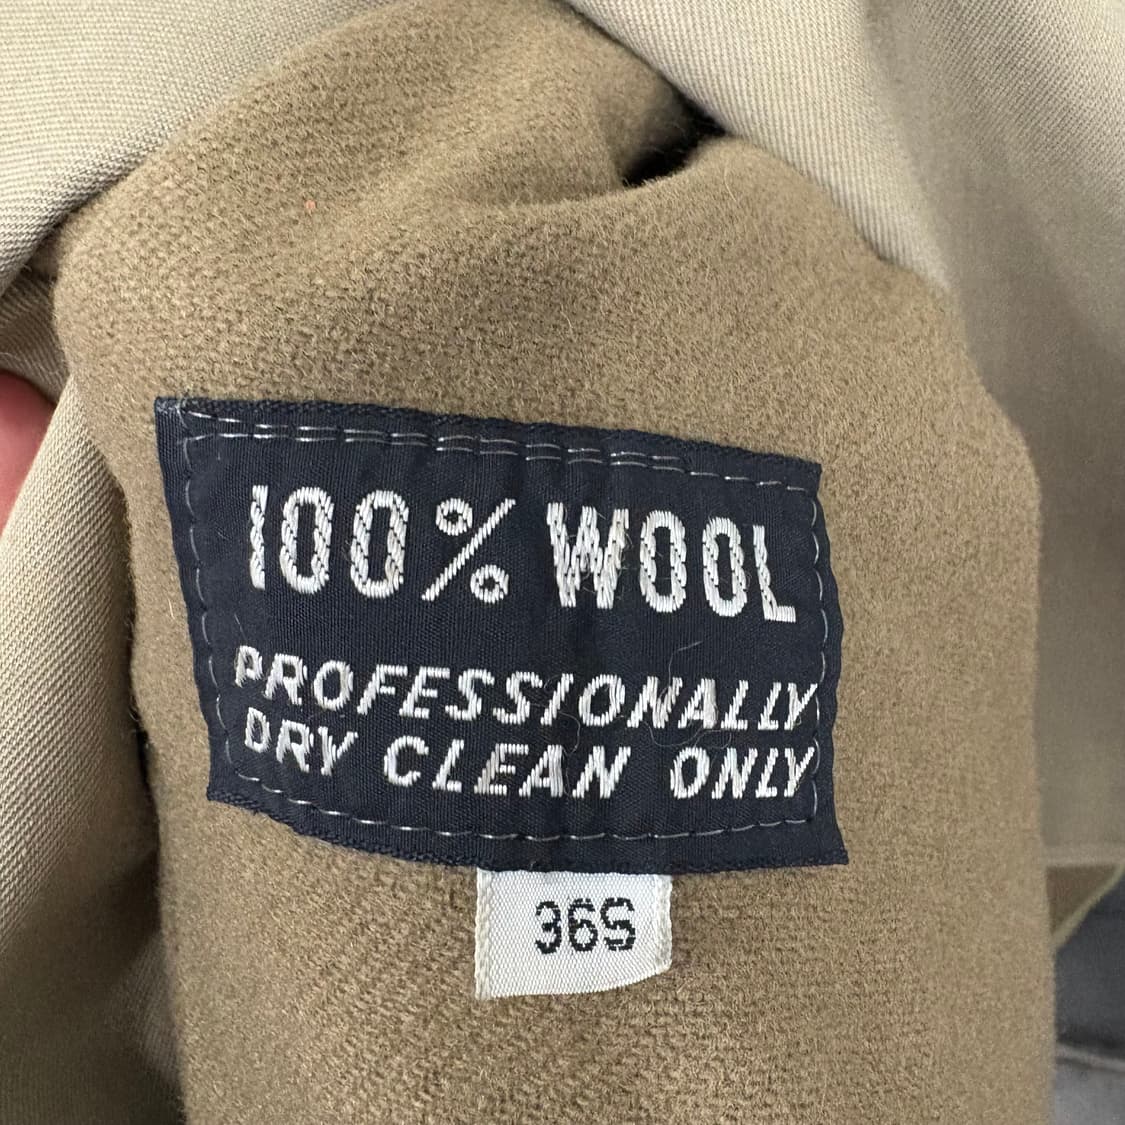 100% WOOL
PROFESSIONALLY
DRY CLEAN ONLY
36S